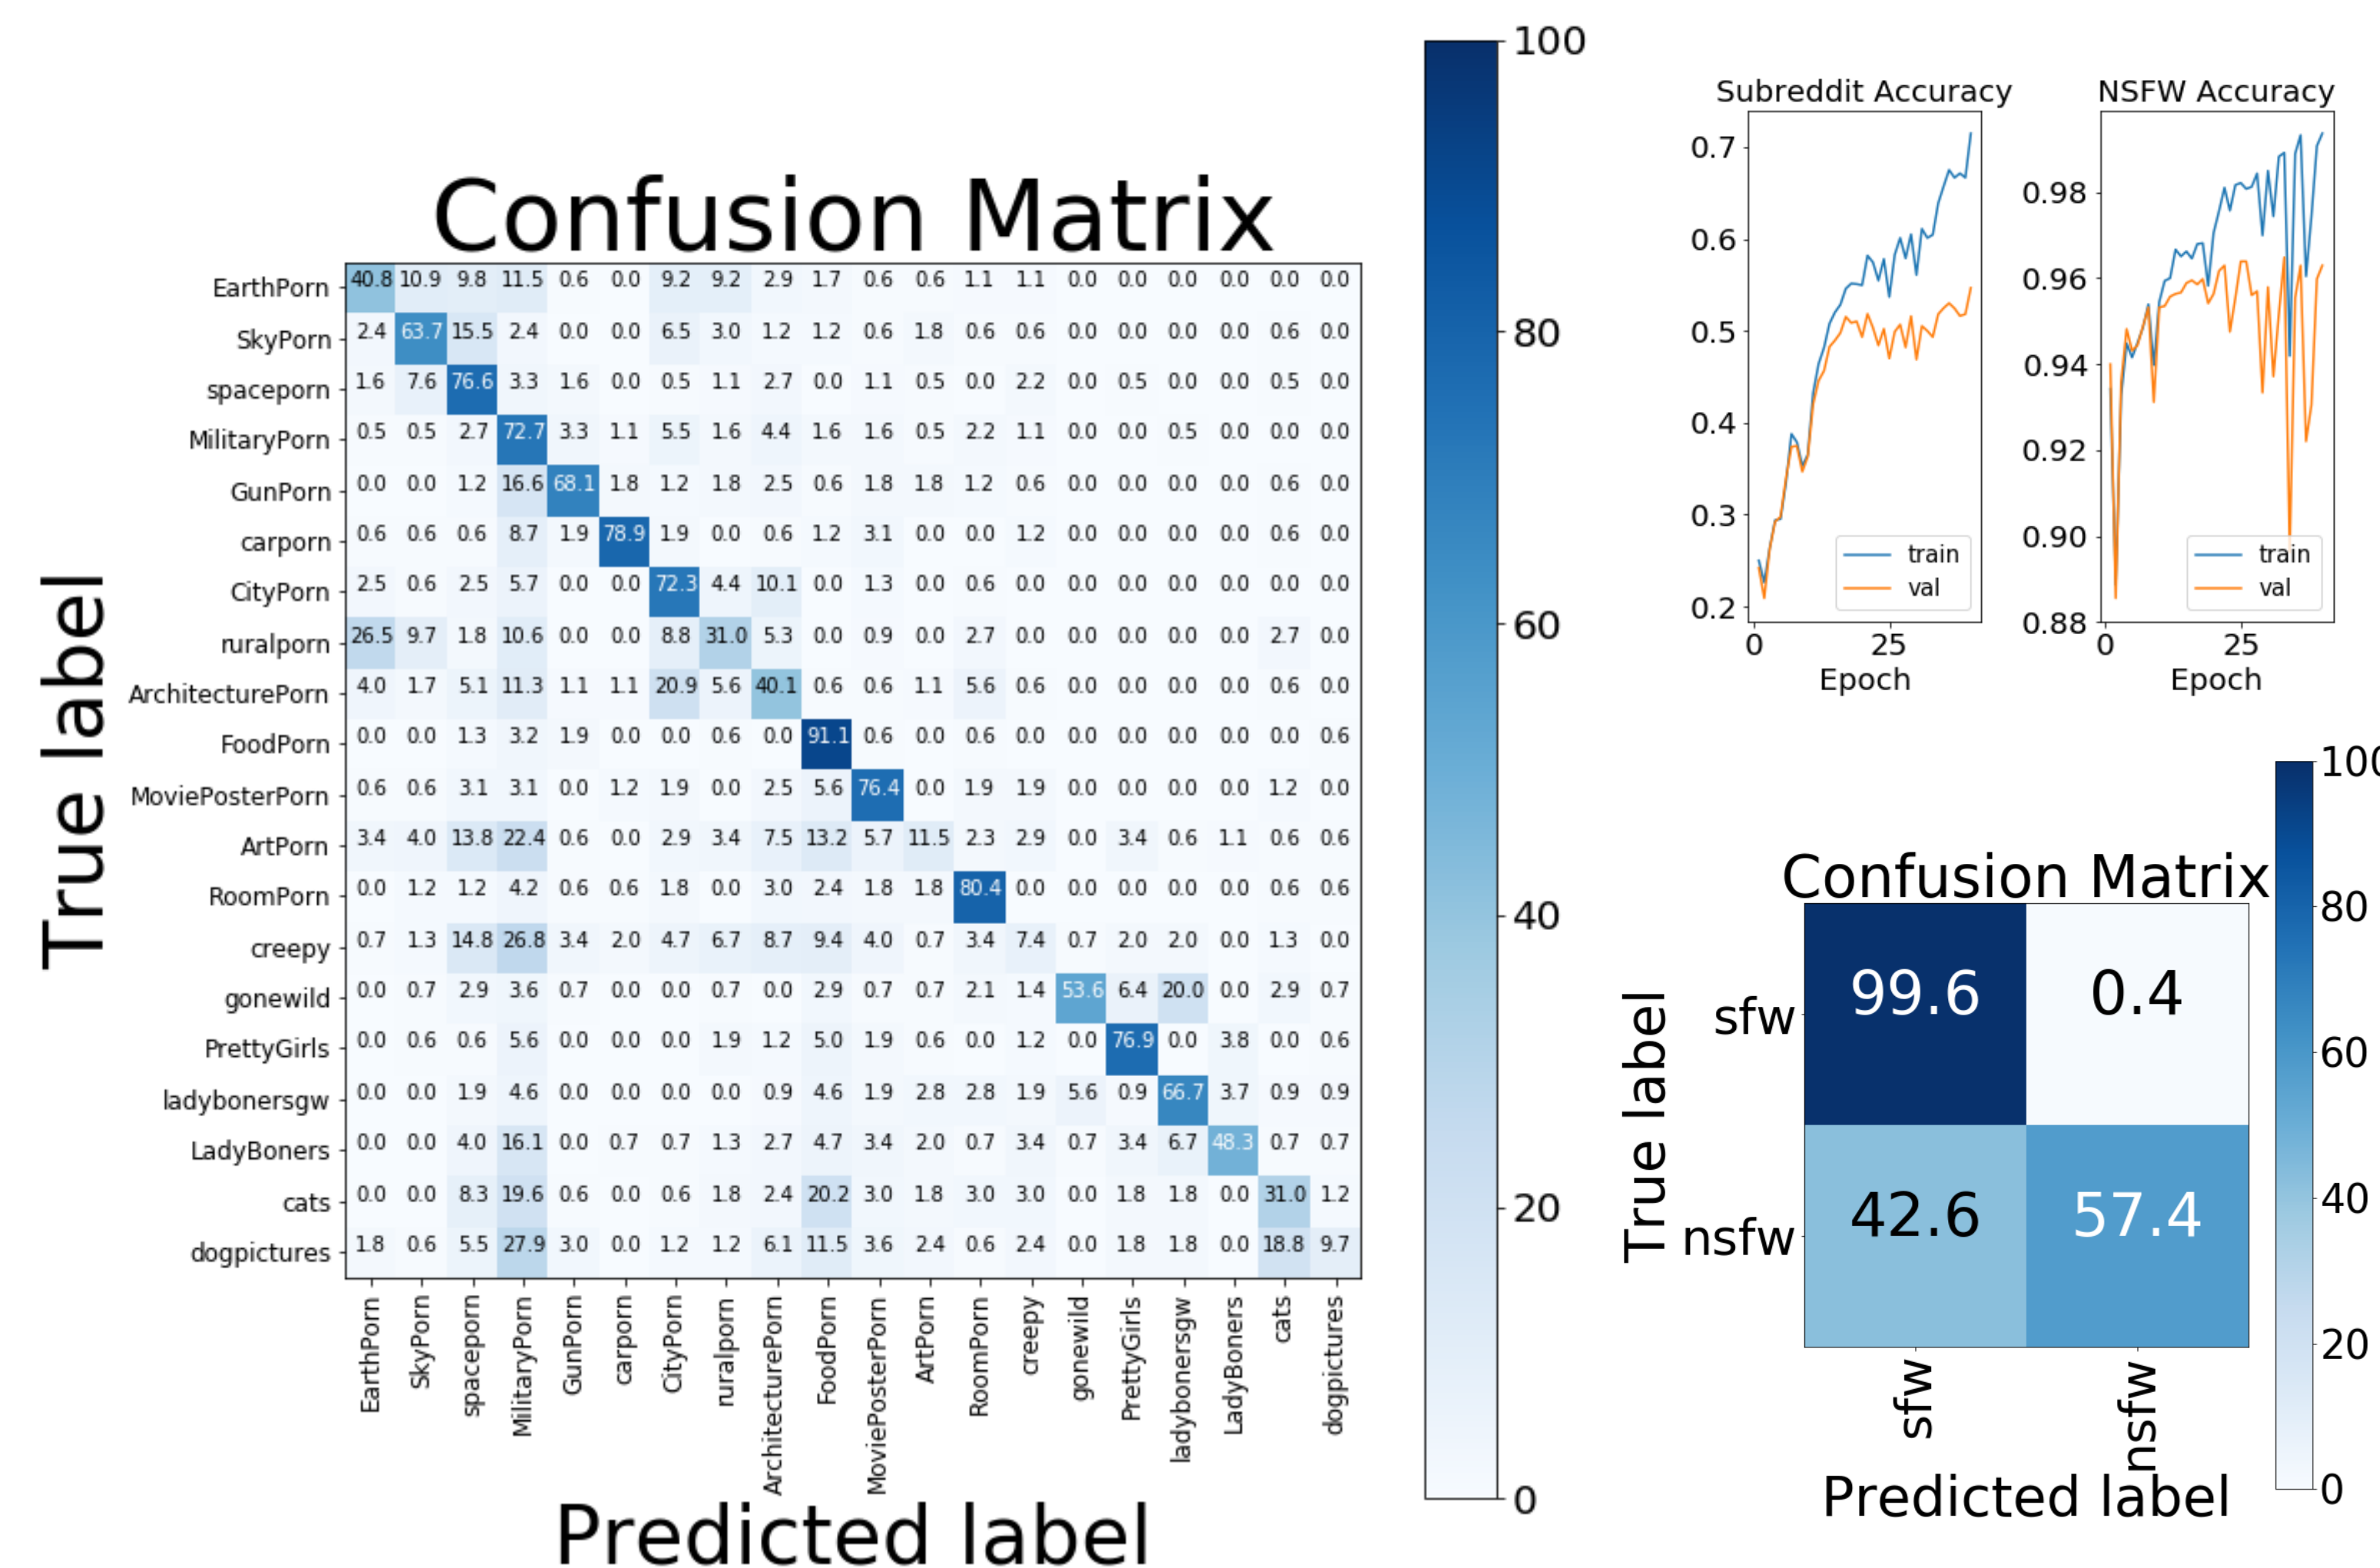 Confusion Matrix
True label
EarthPorn 40.8 10.9 9.8 11.5 0.6 0.0 9.2 9.2 2.9 1.7 0.6 0.6 1.1 1.1 0.0 0.0 0.0 0.0 0.0 0.0
SkyPorn 2.4 63.7 15.5 2.4 0.0 0.0 6.5 3.0 1.2 1.2 0.6 1.8 0.6 0.6 0.0 0.0 0.0 0.0 0.6 0.0
spaceporn 1.6 7.6 76.6 3.3 1.6 0.0 0.5 1.1 2.7 0.0 1.1 0.5 0.0 2.2 0.0 0.5 0.0 0.0 0.5 0.0
MilitaryPorn 0.5 0.5 2.7 72.7 3.3 1.1 5.5 1.6 4.4 1.6 1.6 0.5 2.2 1.1 0.0 0.0 0.5 0.0 0.0 0.0
GunPorn 0.0 0.0 1.2 16.6 68.1 1.8 1.2 1.8 2.5 0.6 1.8 1.8 1.2 0.6 0.0 0.0 0.0 0.0 0.6 0.0
carporn 0.6 0.6 0.6 8.7 1.9 78.9 1.9 0.0 0.6 1.2 3.1 0.0 0.0 1.2 0.0 0.0 0.0 0.0 0.6 0.0
CityPorn 2.5 0.6 2.5 5.7 0.0 0.0 72.3 4.4 10.1 0.0 1.3 0.0 0.6 0.0 0.0 0.0 0.0 0.0 0.0 0.0
ruralporn 26.5 9.7 1.8 10.6 0.0 0.0 8.8 31.0 5.3 0.0 0.9 0.0 2.7 0.0 0.0 0.0 0.0 0.0 2.7 0.0
ArchitecturePorn 4.0 1.7 5.1 11.3 1.1 1.1 20.9 5.6 40.1 0.6 0.6 1.1 5.6 0.6 0.0 0.0 0.0 0.0 0.6 0.0
FoodPorn 0.0 0.0 1.3 3.2 1.9 0.0 0.0 0.6 0.0 91.1 0.6 0.0 0.6 0.0 0.0 0.0 0.0 0.0 0.0 0.6
MoviePosterPorn 0.6 0.6 3.1 3.1 0.0 1.2 1.9 0.0 2.5 5.6 76.4 0.0 1.9 1.9 0.0 0.0 0.0 0.0 1.2 0.0
ArtPorn 3.4 4.0 13.8 22.4 0.6 0.0 2.9 3.4 7.5 13.2 5.7 11.5 2.3 2.9 0.0 3.4 0.6 1.1 0.6 0.6
RoomPorn 0.0 1.2 1.2 4.2 0.6 0.6 1.8 0.0 3.0 2.4 1.8 1.8 80.4 0.0 0.0 0.0 0.0 0.0 0.6 0.6
creepy 0.7 1.3 14.8 26.8 3.4 2.0 4.7 6.7 8.7 9.4 4.0 0.7 3.4 7.4 0.7 2.0 2.0 0.0 1.3 0.0
gonewild 0.0 0.7 2.9 3.6 0.7 0.0 0.0 0.7 0.0 2.9 0.7 0.7 2.1 1.4 53.6 6.4 20.0 0.0 2.9 0.7
PrettyGirls 0.0 0.6 0.6 5.6 0.0 0.0 0.0 1.9 1.2 5.0 1.9 0.6 0.0 1.2 0.0 76.9 0.0 3.8 0.0 0.6
ladybonersgw 0.0 0.0 1.9 4.6 0.0 0.0 0.0 0.0 0.9 4.6 1.9 2.8 2.8 1.9 5.6 0.9 66.7 3.7 0.9 0.9
LadyBoners 0.0 0.0 4.0 16.1 0.0 0.7 0.7 1.3 2.7 4.7 3.4 2.0 0.7 3.4 0.7 3.4 6.7 48.3 0.7 0.7
cats 0.0 0.0 8.3 19.6 0.6 0.0 0.6 1.8 2.4 20.2 3.0 1.8 3.0 3.0 0.0 1.8 1.8 0.0 31.0 1.2
dogpictures 1.8 0.6 5.5 27.9 3.0 0.0 1.2 1.2 6.1 11.5 3.6 2.4 0.6 2.4 0.0 1.8 1.8 0.0 18.8 9.7
EarthPorn SkyPorn spaceporn MilitaryPorn GunPorn carporn CityPorn ruralporn ArchitecturePorn FoodPorn MoviePosterPorn ArtPorn RoomPorn creepy gonewild PrettyGirls ladybonersgw LadyBoners cats dogpictures
Predicted label
100
80
60
40
20
0
Subreddit Accuracy
0.7
0.6
0.5
0.4
0.3
0.2
train
val
0 25
Epoch
NSFW Accuracy
0.98
0.96
0.94
0.92
0.90
0.88
train
val
0 25
Epoch
Confusion Matrix
True label
sfw 99.6 0.4
nsfw 42.6 57.4
sfw nsfw
Predicted label
100
80
60
40
20
0